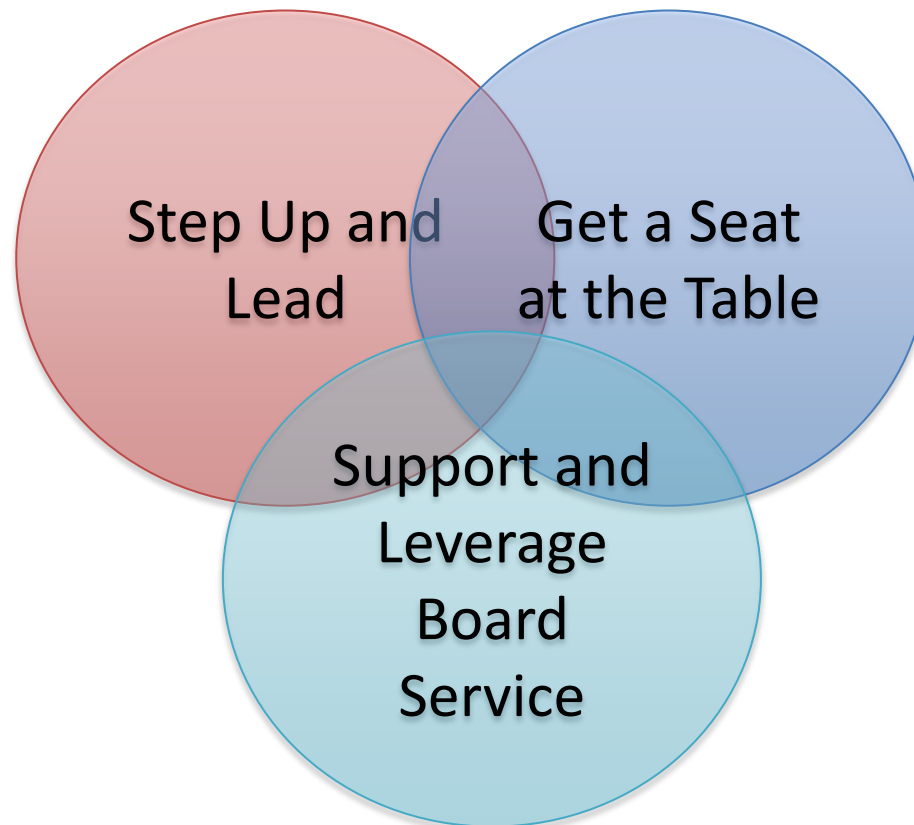 Step Up and
Lead
Get a Seat
at the Table
Support and
Leverage
Board
Service